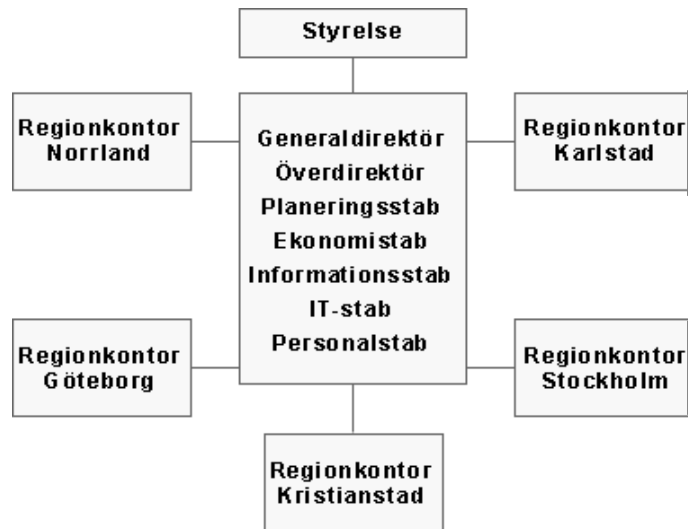 Styrelse
Regionkontor
Norrland
Generaldirektör
Överdirektör
Planeringsstab
Ekonomistab
Informationsstab
IT-stab
Personalstab
Regionkontor
Karlstad
Regionkontor
Göteborg
Regionkontor
Stockholm
Regionkontor
Kristianstad